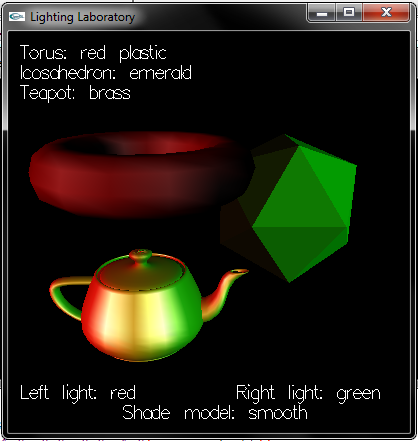 Lighting Laboratory
Torus: red plastic
Icosahedron: emerald
Teapot: brass
Left light: red
Right light: green
Shade model: smooth